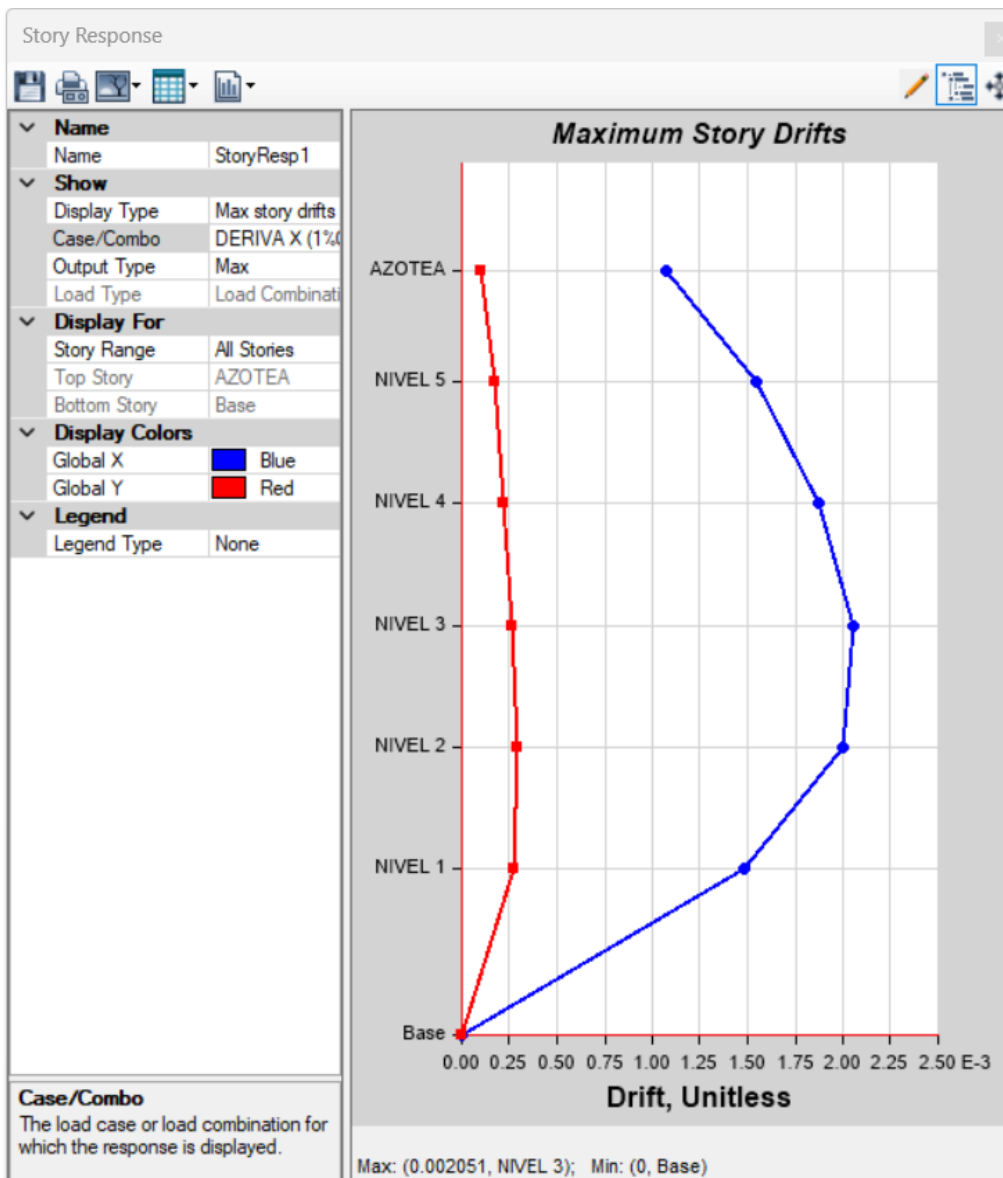 Story Response
Name
Name StoryResp1
Show
Display Type Max story drifts
Case/Combo DERIVA X (1%
Output Type Max
Load Type Load Combinati
Display For
Story Range All Stories
Top Story AZOTEA
Bottom Story Base
Display Colors
Global X Blue
Global Y Red
Legend
Legend Type None
Case/Combo
The load case or load combination for
which the response is displayed.
Maximum Story Drifts
AZOTEA
NIVEL 5
NIVEL 4
NIVEL 3
NIVEL 2
NIVEL 1
Base
0.00 0.25 0.50 0.75 1.00 1.25 1.50 1.75 2.00 2.25 2.50 E-3
Drift, Unitless
Max: (0.002051, NIVEL 3); Min: (0, Base)